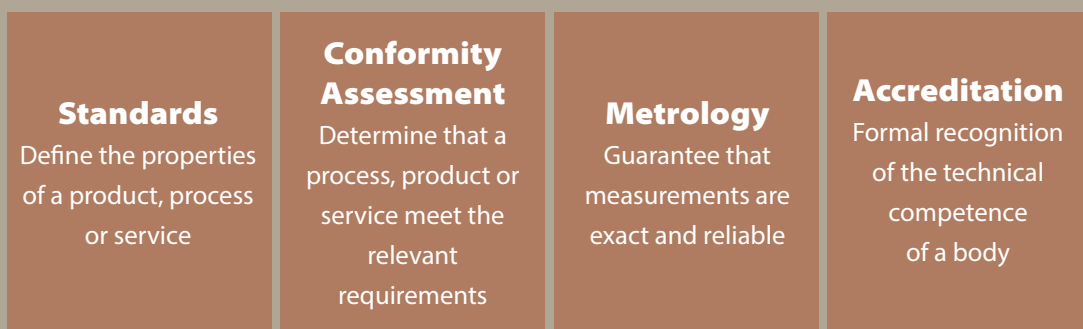 Standards
Define the properties
of a product, process
or service
Conformity
Assessment
Determine that a
process, product or
service meet the
relevant
requirements
Metrology
Guarantee that
measurements are
exact and reliable
Accreditation
Formal recognition
of the technical
competence
of a body